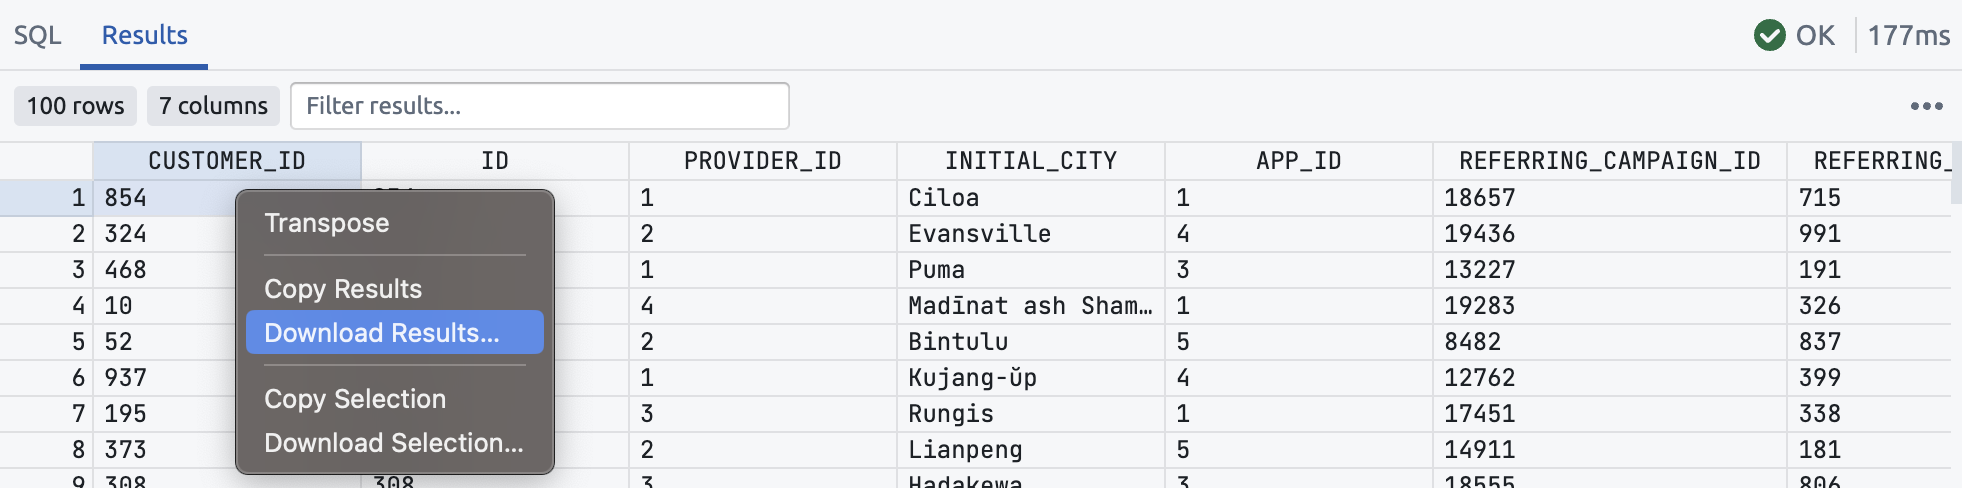 SQL Results OK 177ms
100 rows 7 columns Filter results...
CUSTOMER_ID ID PROVIDER_ID INITIAL_CITY APP_ID REFERRING_CAMPAIGN_ID REFERRING_
1 854 1 Ciloa 1 18657 715
Transpose
2 324 2 Evansville 4 19436 991
3 468 1 Puma 3 13227 191
Copy Results
4 10 4 Madīnat ash Sham… 1 19283 326
Download Results...
5 52 2 Bintulu 5 8482 837
6 937 1 Kujang-ŭp 4 12762 399
Copy Selection
7 195 3 Rungis 1 17451 338
8 373 2 Lianpeng 5 14911 181
Download Selection...
9 308 308 3 Hadakewa 3 18555 806